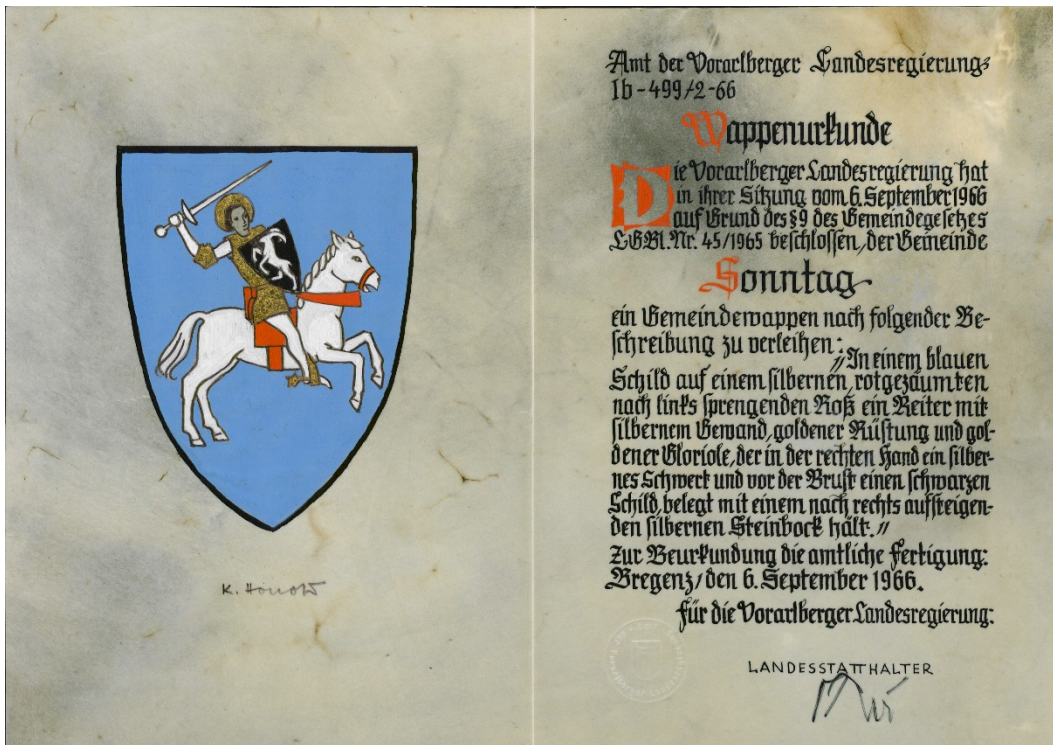 K. Honold
Amt der Vorarlberger Landesregierung
Ib-499/2-66
Wappenurkunde
Die Vorarlberger Landesregierung hat
in ihrer Sitzung vom 6. September 1966
auf Grund des §9 des Gemeindegesetzes
LGBl. Nr. 45/1965 beschlossen, der Gemeinde
Sonntag
ein Gemeindewappen nach folgender Be-
schreibung zu verleihen: "In einem blauen
Schild auf einem silbernen, rotgezäumten
nach links sprengenden Roß ein Reiter mit
silbernem Gewand, goldener Rüstung und gol-
dener Gloriole, der in der rechten Hand ein silber-
nes Schwert und vor der Brust einen schwarzen
Schild, belegt mit einem nach rechts aufsteigen-
den silbernen Steinbock hält."
Zur Beurkundung die amtliche Fertigung:
Bregenz, den 6. September 1966.
Für die Vorarlberger Landesregierung:
LANDESSTATTHALTER